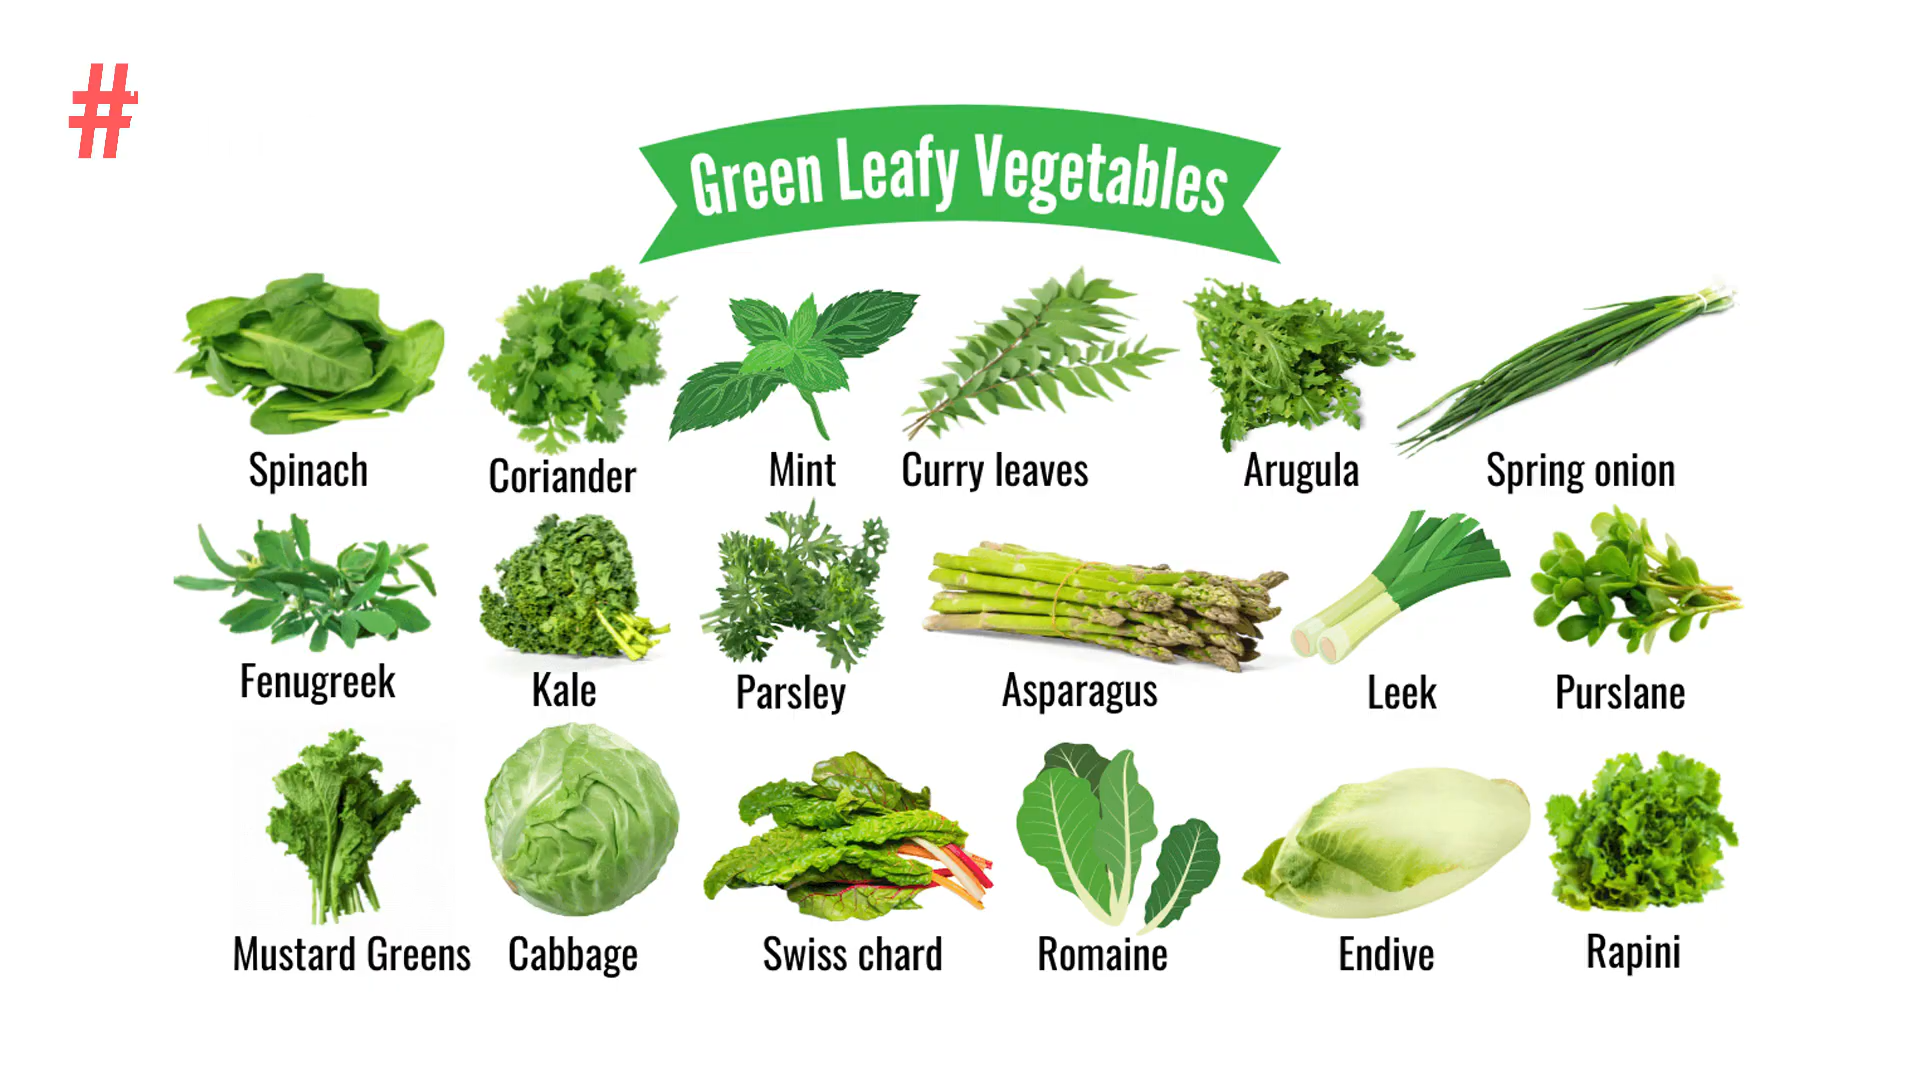 #
Green Leafy Vegetables
Spinach
Coriander
Mint
Curry leaves
Arugula
Spring onion
Fenugreek
Kale
Parsley
Asparagus
Leek
Purslane
Mustard Greens
Cabbage
Swiss chard
Romaine
Endive
Rapini